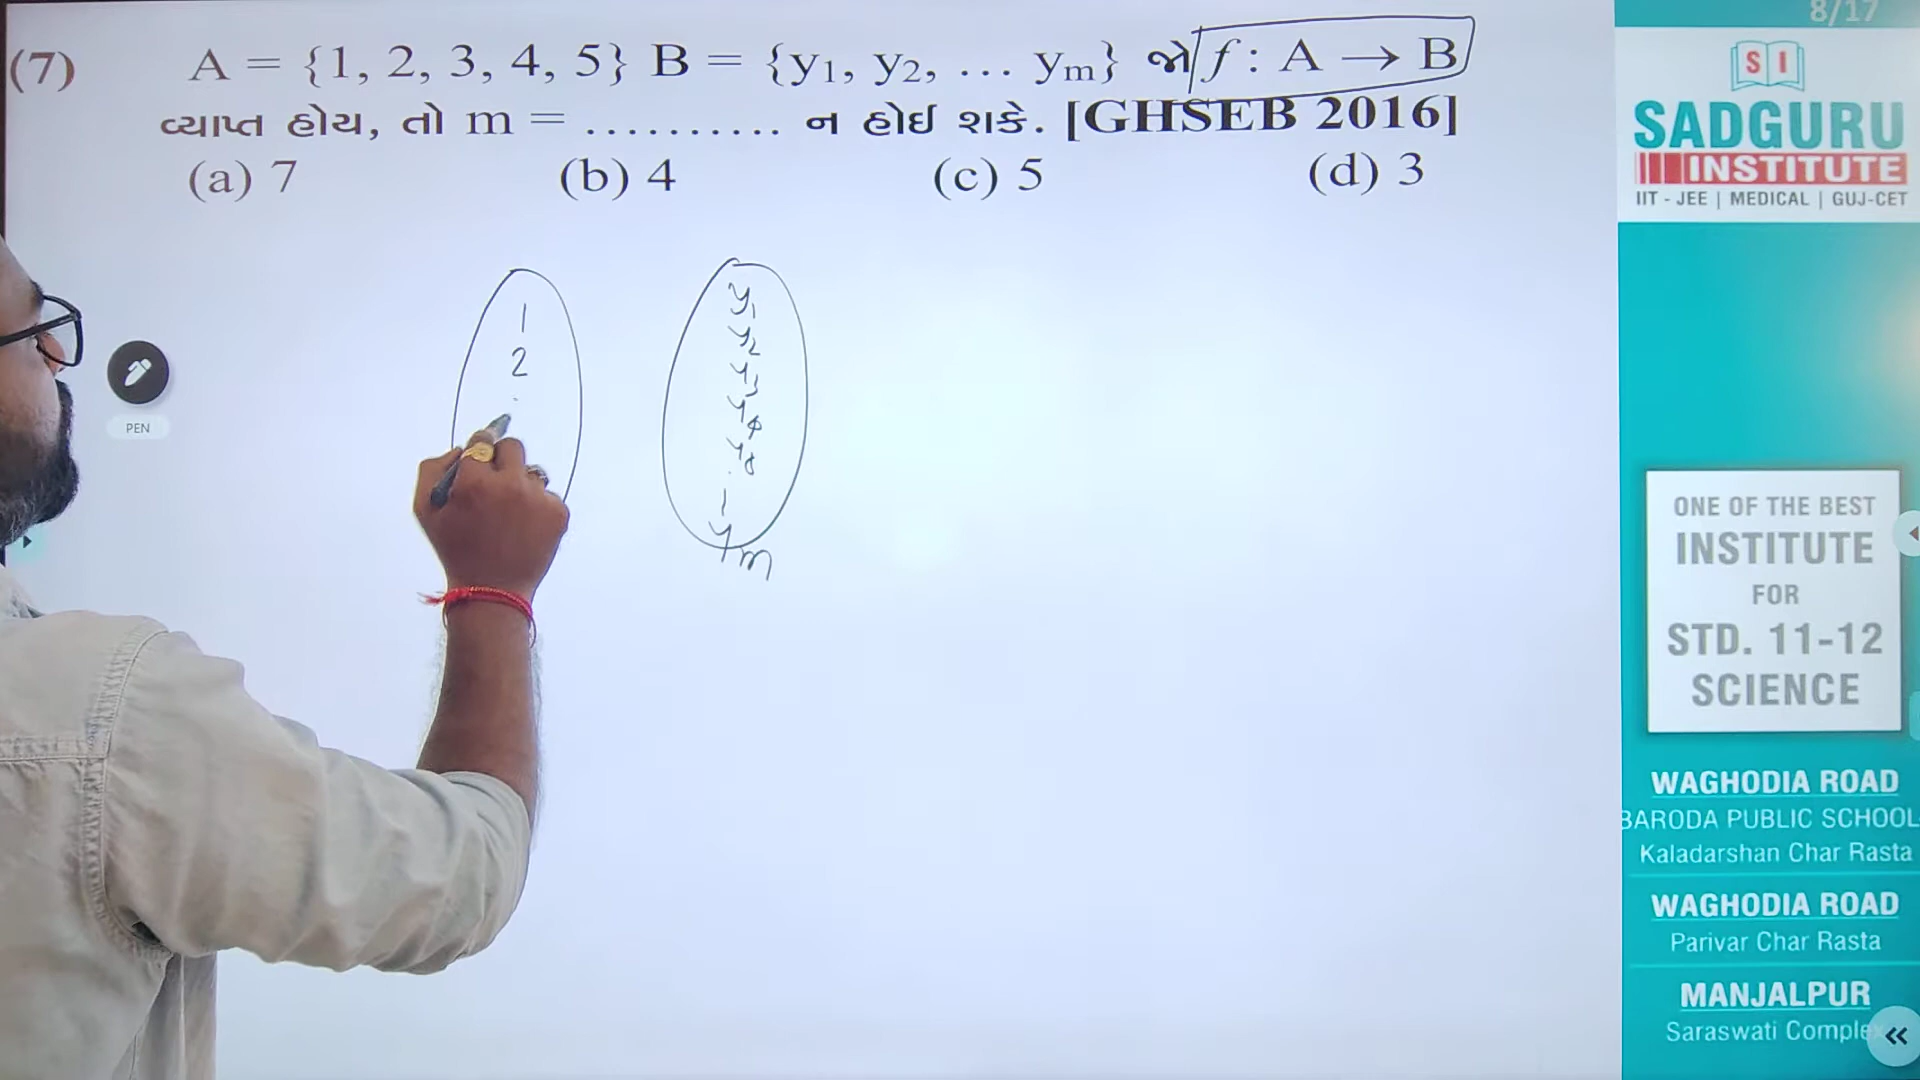 8/17
(7) A = {1, 2, 3, 4, 5} B = {y₁, y₂, ... yₘ} જો f : A → B
વ્યાપ્ત હોય, તો m = .......... ન હોઈ શકે. [GHSEB 2016]
(a) 7 (b) 4 (c) 5 (d) 3
1
2
y₁
y₂
y₃
y₄
yₘ
PEN
S I
SADGURU
INSTITUTE
IIT - JEE | MEDICAL | GUJ-CET
ONE OF THE BEST
INSTITUTE
FOR
STD. 11-12
SCIENCE
WAGHODIA ROAD
BARODA PUBLIC SCHOOL
Kaladarshan Char Rasta
WAGHODIA ROAD
Parivar Char Rasta
MANJALPUR
Saraswati Comple